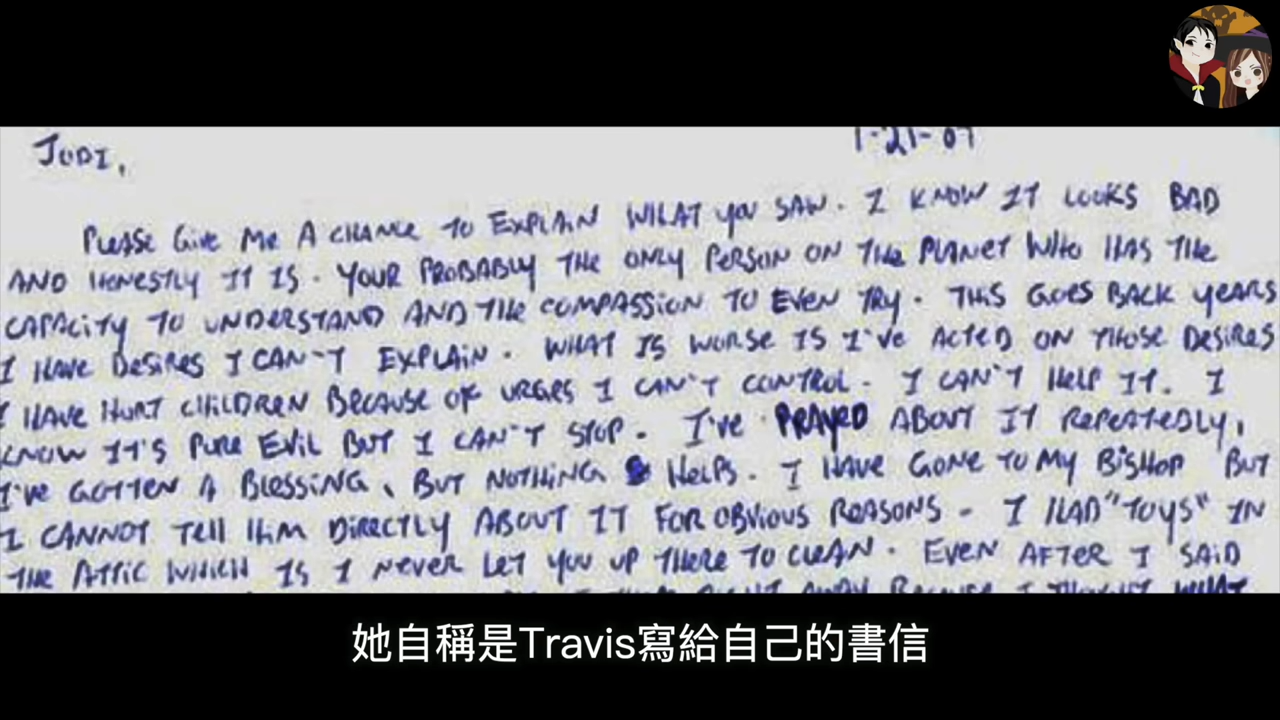 1-21-07
JODI,
PLEASE GIVE ME A CHANCE TO EXPLAIN WHAT YOU SAW. I KNOW IT LOOKS BAD
AND HONESTLY IT IS. YOUR PROBABLY THE ONLY PERSON ON THE PLANET WHO HAS THE
CAPACITY TO UNDERSTAND AND THE COMPASSION TO EVEN TRY. THIS GOES BACK YEARS
I HAVE DESIRES I CAN'T EXPLAIN. WHAT IS WORSE IS I'VE ACTED ON THOSE DESIRES
I HAVE HURT CHILDREN BECAUSE OF URGES I CAN'T CONTROL. I CAN'T HELP IT. I
KNOW IT'S PURE EVIL BUT I CAN'T STOP. I'VE PRAYED ABOUT IT REPEATEDLY,
I'VE GOTTEN A BLESSING, BUT NOTHING HELPS. I HAVE GONE TO MY BISHOP BUT
I CANNOT TELL HIM DIRECTLY ABOUT IT FOR OBVIOUS REASONS. I HAD "TOYS" IN
THE ATTIC WHICH IS I NEVER LET YOU UP THERE TO CLEAN. EVEN AFTER I SAID
AWAY BECAUSE I THOUGHT WHAT
她自稱是Travis寫給自己的書信